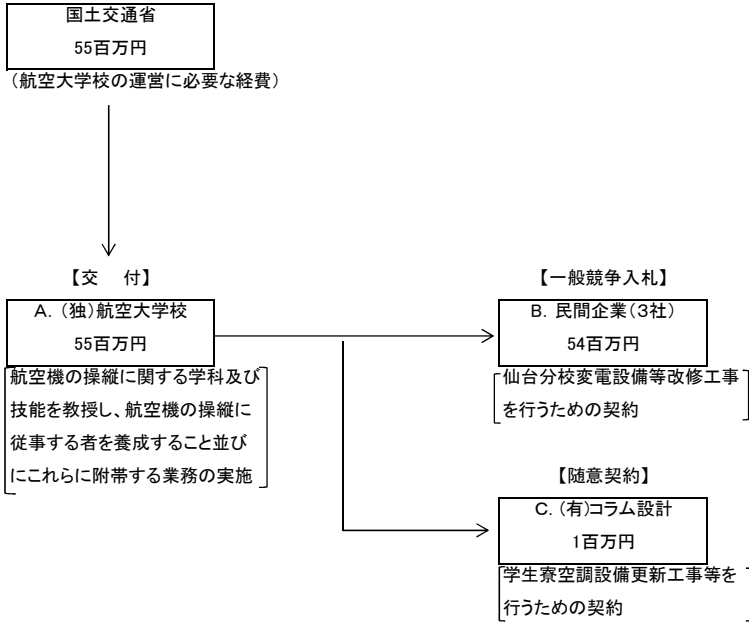 国土交通省
55百万円
(航空大学校の運営に必要な経費)
【交　付】
A. (独)航空大学校
55百万円
航空機の操縦に関する学科及び
技能を教授し、航空機の操縦に
従事する者を養成すること並び
にこれらに附帯する業務の実施
【一般競争入札】
B. 民間企業(3社)
54百万円
仙台分校変電設備等改修工事
を行うための契約
【随意契約】
C. (有)コラム設計
1百万円
学生寮空調設備更新工事等を
行うための契約